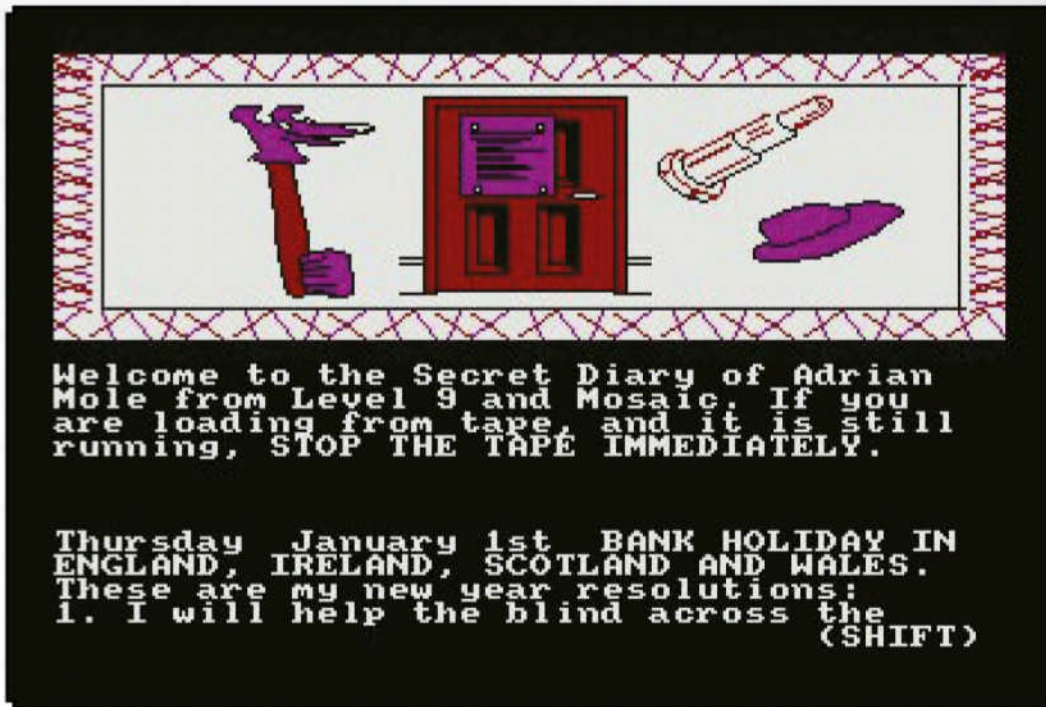 Welcome to the Secret Diary of Adrian
Mole from Level 9 and Mosaic. If you
are loading from tape, and it is still
running, STOP THE TAPE IMMEDIATELY.
Thursday  January 1st  BANK HOLIDAY IN
ENGLAND, IRELAND, SCOTLAND AND WALES.
These are my new year resolutions:
1. I will help the blind across the
(SHIFT)